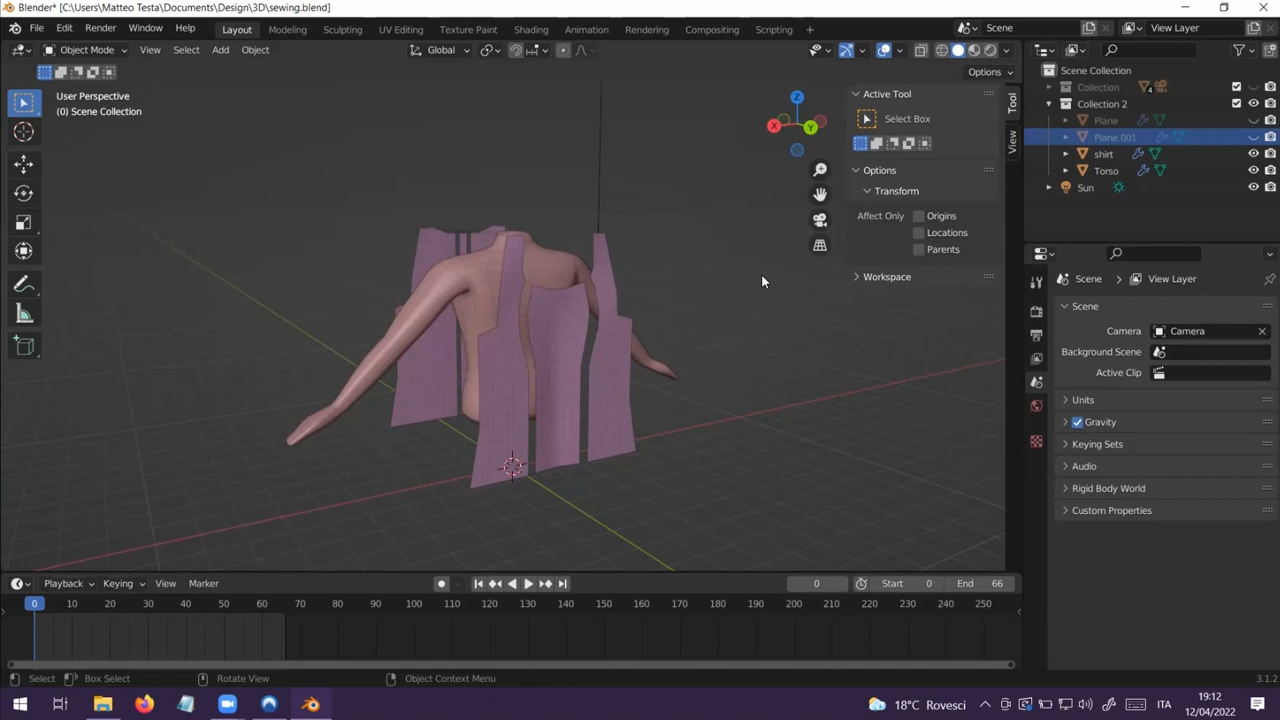 Blender* [C:\Users\Matteo Testa\Documents\Design\3D\sewing.blend]
File Edit Render Window Help Layout Modeling Sculpting UV Editing Texture Paint Shading Animation Rendering Compositing Scripting + Scene View Layer
Object Mode View Select Add Object Global
Options
User Perspective
(0) Scene Collection
Z
X
Y
Active Tool
Select Box
Options
Transform
Affect Only Origins
Locations
Parents
Workspace
Tool
View
Scene Collection
Collection 4
Collection 2
Plane
Plane.001
shirt
Torso
Sun
Scene > View Layer
Scene
Camera Camera
Background Scene
Active Clip
Units
Gravity
Keying Sets
Audio
Rigid Body World
Custom Properties
Playback Keying View Marker 0 Start 0 End 66
0 10 20 30 40 50 60 70 80 90 100 110 120 130 140 150 160 170 180 190 200 210 220 230 240 250
Select Box Select Rotate View Object Context Menu 3.1.2
18°C Rovesci ITA 19:12
12/04/2022